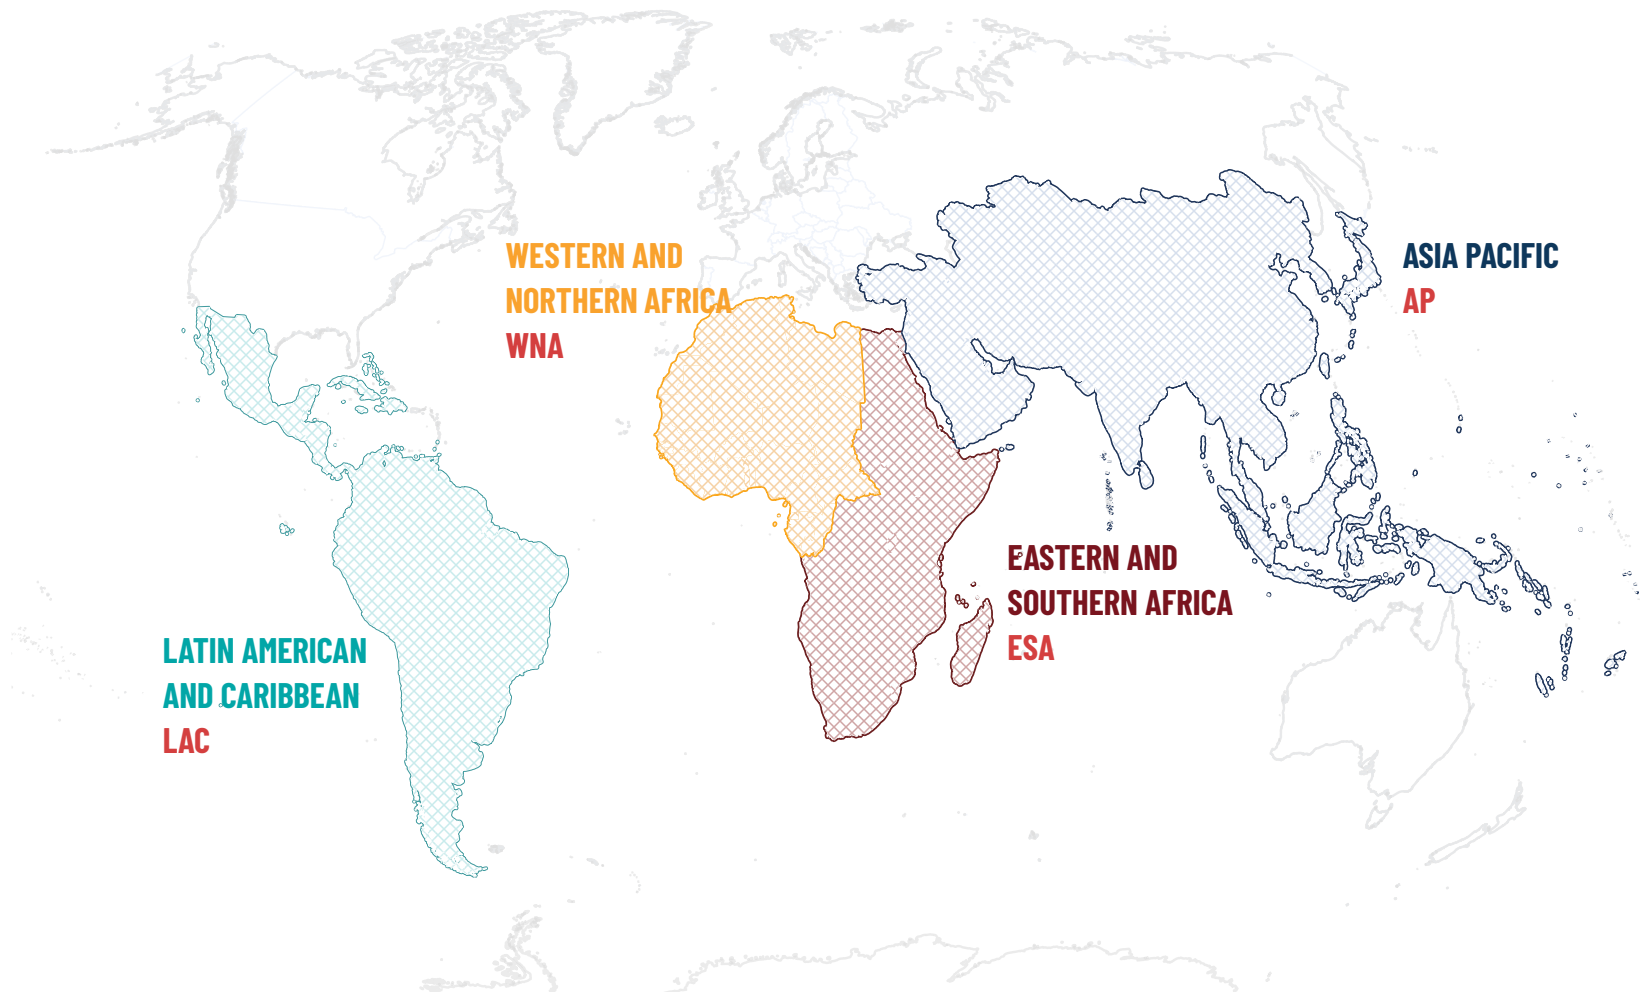 WESTERN AND
NORTHERN AFRICA
WNA
ASIA PACIFIC
AP
EASTERN AND
SOUTHERN AFRICA
ESA
LATIN AMERICAN
AND CARIBBEAN
LAC